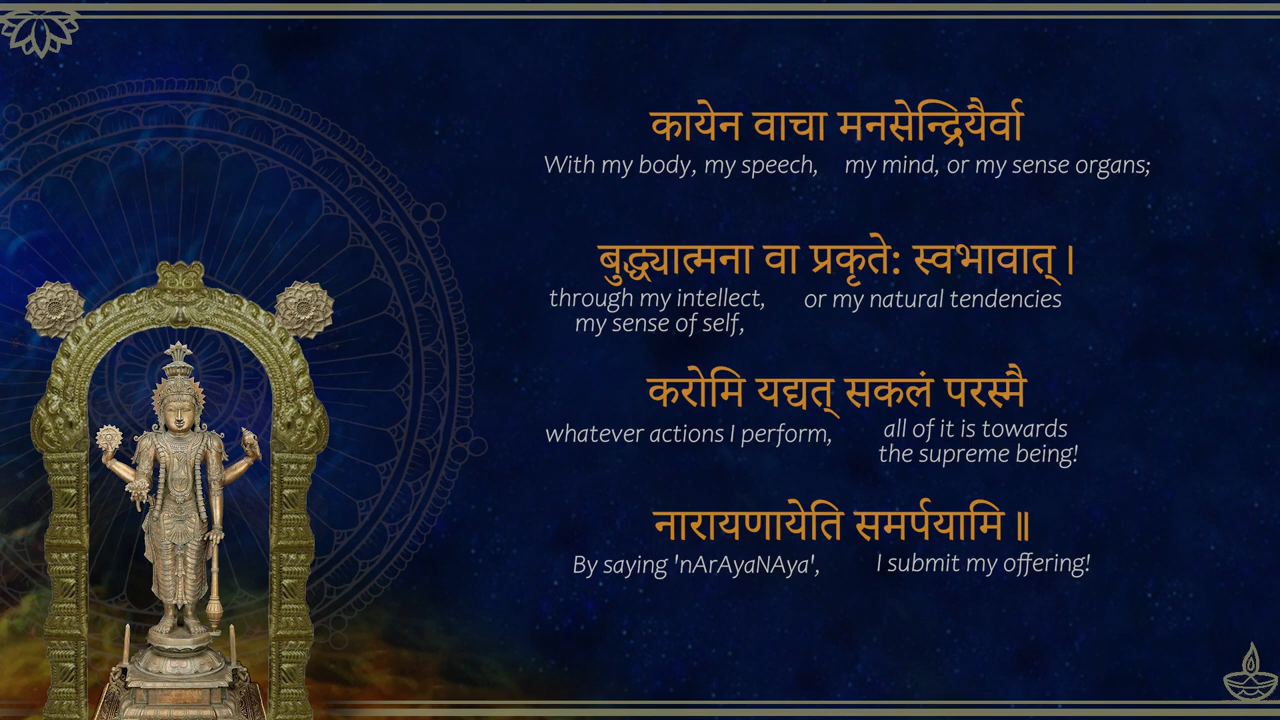 कायेन वाचा मनसेन्द्रियैर्वा
With my body, my speech, my mind, or my sense organs;
बुद्ध्यात्मना वा प्रकृते: स्वभावात् ।
through my intellect, or my natural tendencies
my sense of self,
करोमि यद्यत् सकलं परस्मै
whatever actions I perform, all of it is towards
the supreme being!
नारायणायेति समर्पयामि ॥
By saying 'nArAyaNAya', I submit my offering!